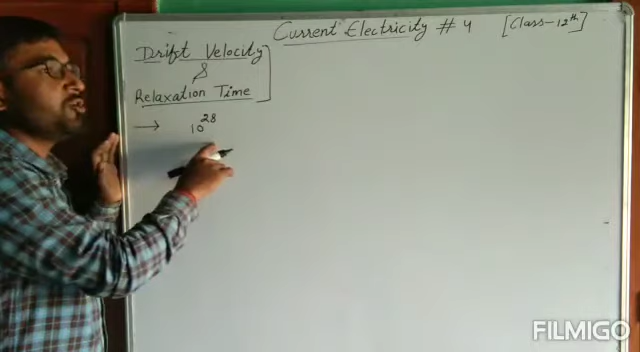 Current Electricity # 4 [Class-12th]
Drift Velocity
&
Relaxation Time
→ 10^28
FILMIGO